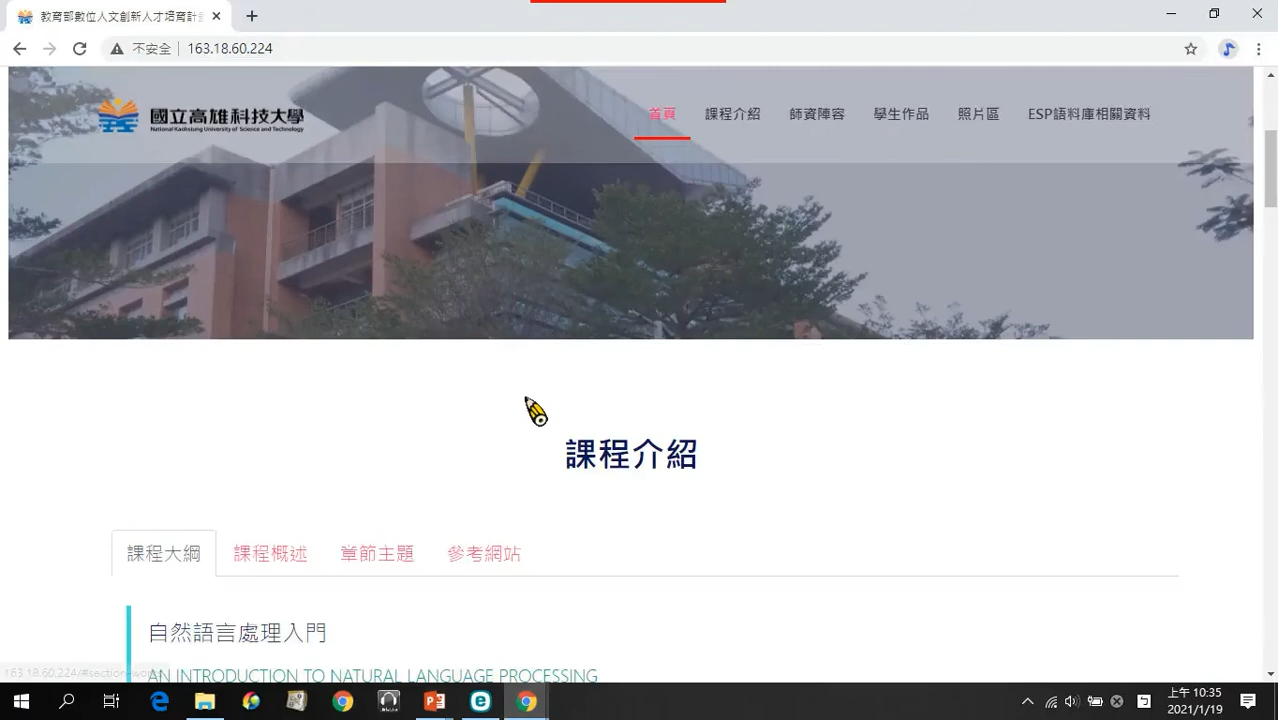 教育部數位人文創新人才培育計
不安全 163.18.60.224
國立高雄科技大學
National Kaohsiung University of Science and Technology
首頁 課程介紹 師資陣容 學生作品 照片區 ESP語料庫相關資料
課程介紹
課程大綱 課程概述 章節主題 參考網站
自然語言處理入門
AN INTRODUCTION TO NATURAL LANGUAGE PROCESSING
上午 10:35
2021/1/19